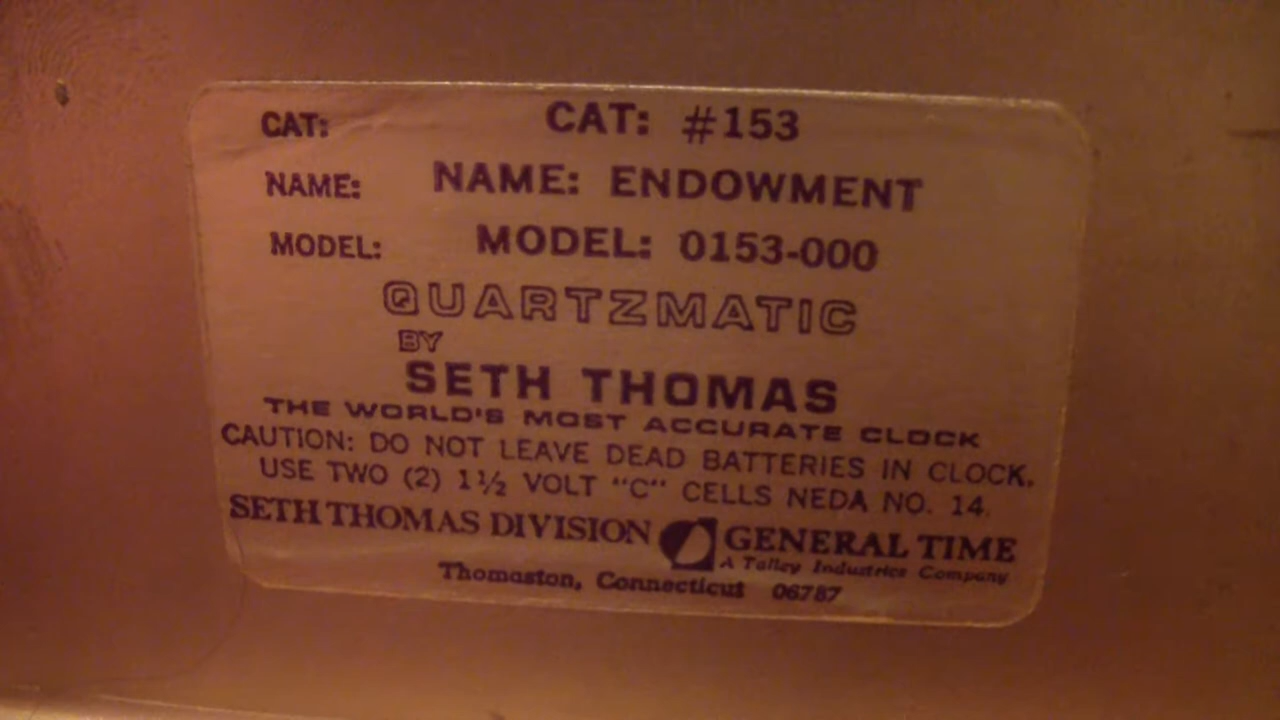 CAT: CAT: #153
NAME: NAME: ENDOWMENT
MODEL: MODEL: 0153-000
QUARTZMATIC
BY
SETH THOMAS
THE WORLD'S MOST ACCURATE CLOCK
CAUTION: DO NOT LEAVE DEAD BATTERIES IN CLOCK.
USE TWO (2) 1½ VOLT "C" CELLS NEDA NO. 14.
SETH THOMAS DIVISION GENERAL TIME
A Talley Industries Company
Thomaston, Connecticut 06787